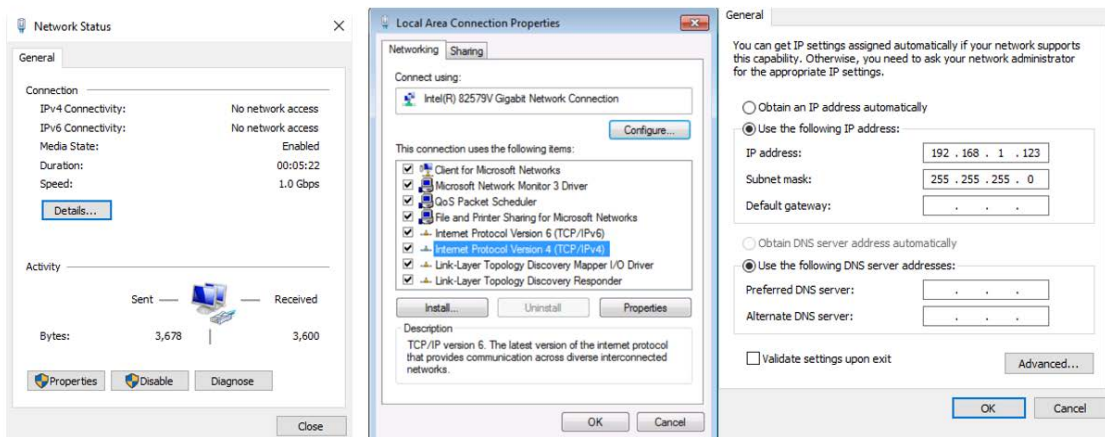 Network Status
General
Connection
IPv4 Connectivity: No network access
IPv6 Connectivity: No network access
Media State: Enabled
Duration: 00:05:22
Speed: 1.0 Gbps
Details...
Activity
Sent Received
Bytes: 3,678 3,600
Properties Disable Diagnose
Close
Local Area Connection Properties
Networking Sharing
Connect using:
Intel(R) 82579V Gigabit Network Connection
Configure...
This connection uses the following items:
Client for Microsoft Networks
Microsoft Network Monitor 3 Driver
QoS Packet Scheduler
File and Printer Sharing for Microsoft Networks
Internet Protocol Version 6 (TCP/IPv6)
Internet Protocol Version 4 (TCP/IPv4)
Link-Layer Topology Discovery Mapper I/O Driver
Link-Layer Topology Discovery Responder
Install... Uninstall Properties
Description
TCP/IP version 6. The latest version of the internet protocol
that provides communication across diverse interconnected
networks.
OK Cancel
General
You can get IP settings assigned automatically if your network supports
this capability. Otherwise, you need to ask your network administrator
for the appropriate IP settings.
Obtain an IP address automatically
Use the following IP address:
IP address: 192 . 168 . 1 . 123
Subnet mask: 255 . 255 . 255 . 0
Default gateway: . . .
Obtain DNS server address automatically
Use the following DNS server addresses:
Preferred DNS server: . . .
Alternate DNS server: . . .
Validate settings upon exit
Advanced...
OK Cancel